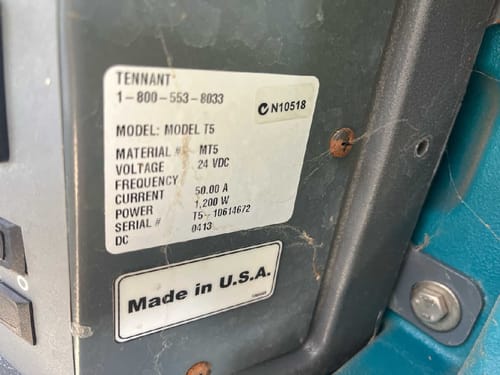 TENNANT
1-800-553-8033
N10518
MODEL: MODEL T5
MATERIAL # MT5
VOLTAGE 24 VDC
FREQUENCY
CURRENT 50.00 A
POWER 1,200 W
SERIAL # T5-10614672
DC 0413
Made in U.S.A.